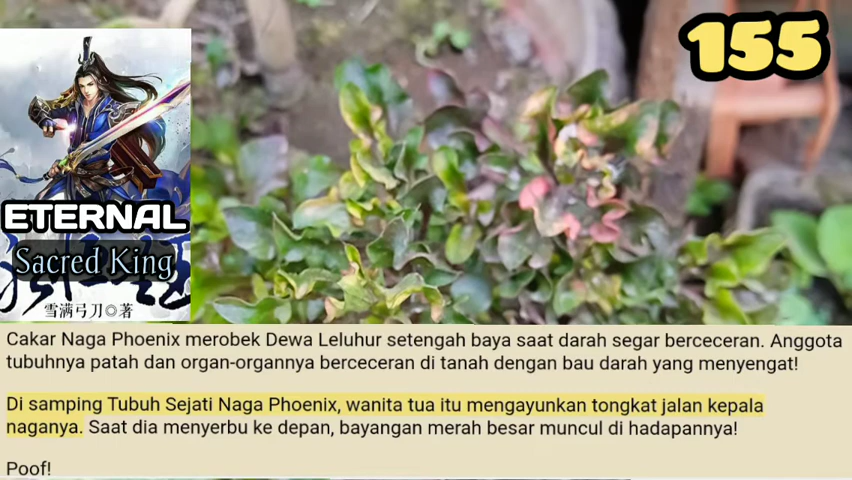 155
ETERNAL
Sacred King
雪满弓刀◎著
Cakar Naga Phoenix merobek Dewa Leluhur setengah baya saat darah segar berceceran. Anggota
tubuhnya patah dan organ-organnya berceceran di tanah dengan bau darah yang menyengat!
Di samping Tubuh Sejati Naga Phoenix, wanita tua itu mengayunkan tongkat jalan kepala
naganya. Saat dia menyerbu ke depan, bayangan merah besar muncul di hadapannya!
Poof!